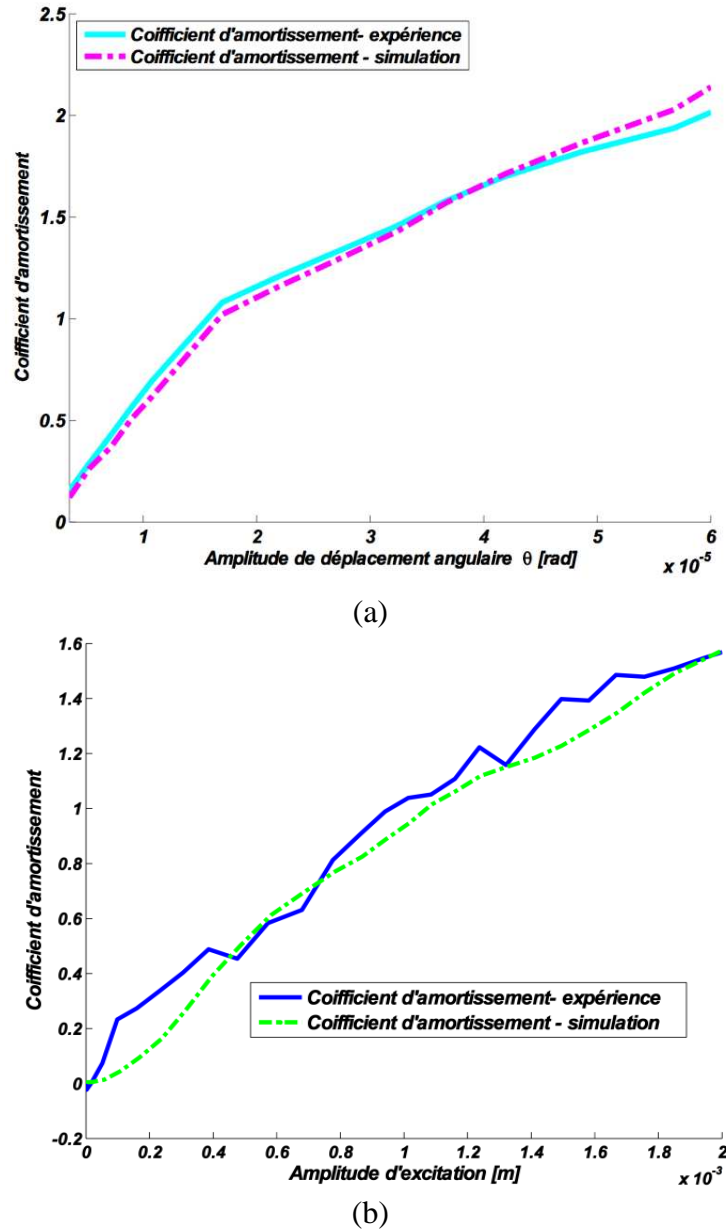 2.5
Coifficient d'amortissement- expérience
Coifficient d'amortissement - simulation
2
1.5
1
0.5
0
Coifficient d'amortissement
1 2 3 4 5 6
Amplitude de déplacement angulaire θ [rad]
x 10⁻⁵
(a)
1.6
1.4
1.2
1
0.8
0.6
0.4
0.2
0
-0.2
Coifficient d'amortissement
Coifficient d'amortissement- expérience
Coifficient d'amortissement - simulation
0 0.2 0.4 0.6 0.8 1 1.2 1.4 1.6 1.8 2
Amplitude d'excitation [m]
x 10⁻³
(b)